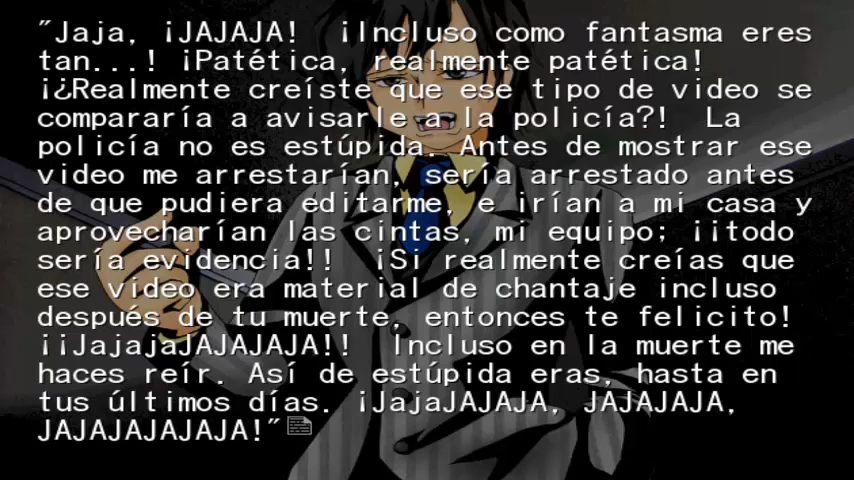 "Jaja, ¡JAJAJA!  ¡Incluso como fantasma eres
tan...! ¡Patética, realmente patética!
¡¿Realmente creíste que ese tipo de video se
compararía a avisarle a la policía?!  La
policía no es estúpida. Antes de mostrar ese
video me arrestarían, sería arrestado antes
de que pudiera editarme, e irían a mi casa y
aprovecharían las cintas, mi equipo; ¡¡todo
sería evidencia!!  ¡Si realmente creías que
ese video era material de chantaje incluso
después de tu muerte, entonces te felicito!
¡¡JajajaJAJAJAJA!!  Incluso en la muerte me
haces reír. Así de estúpida eras, hasta en
tus últimos días. ¡JajaJAJAJA, JAJAJAJA,
JAJAJAJAJAJA!"